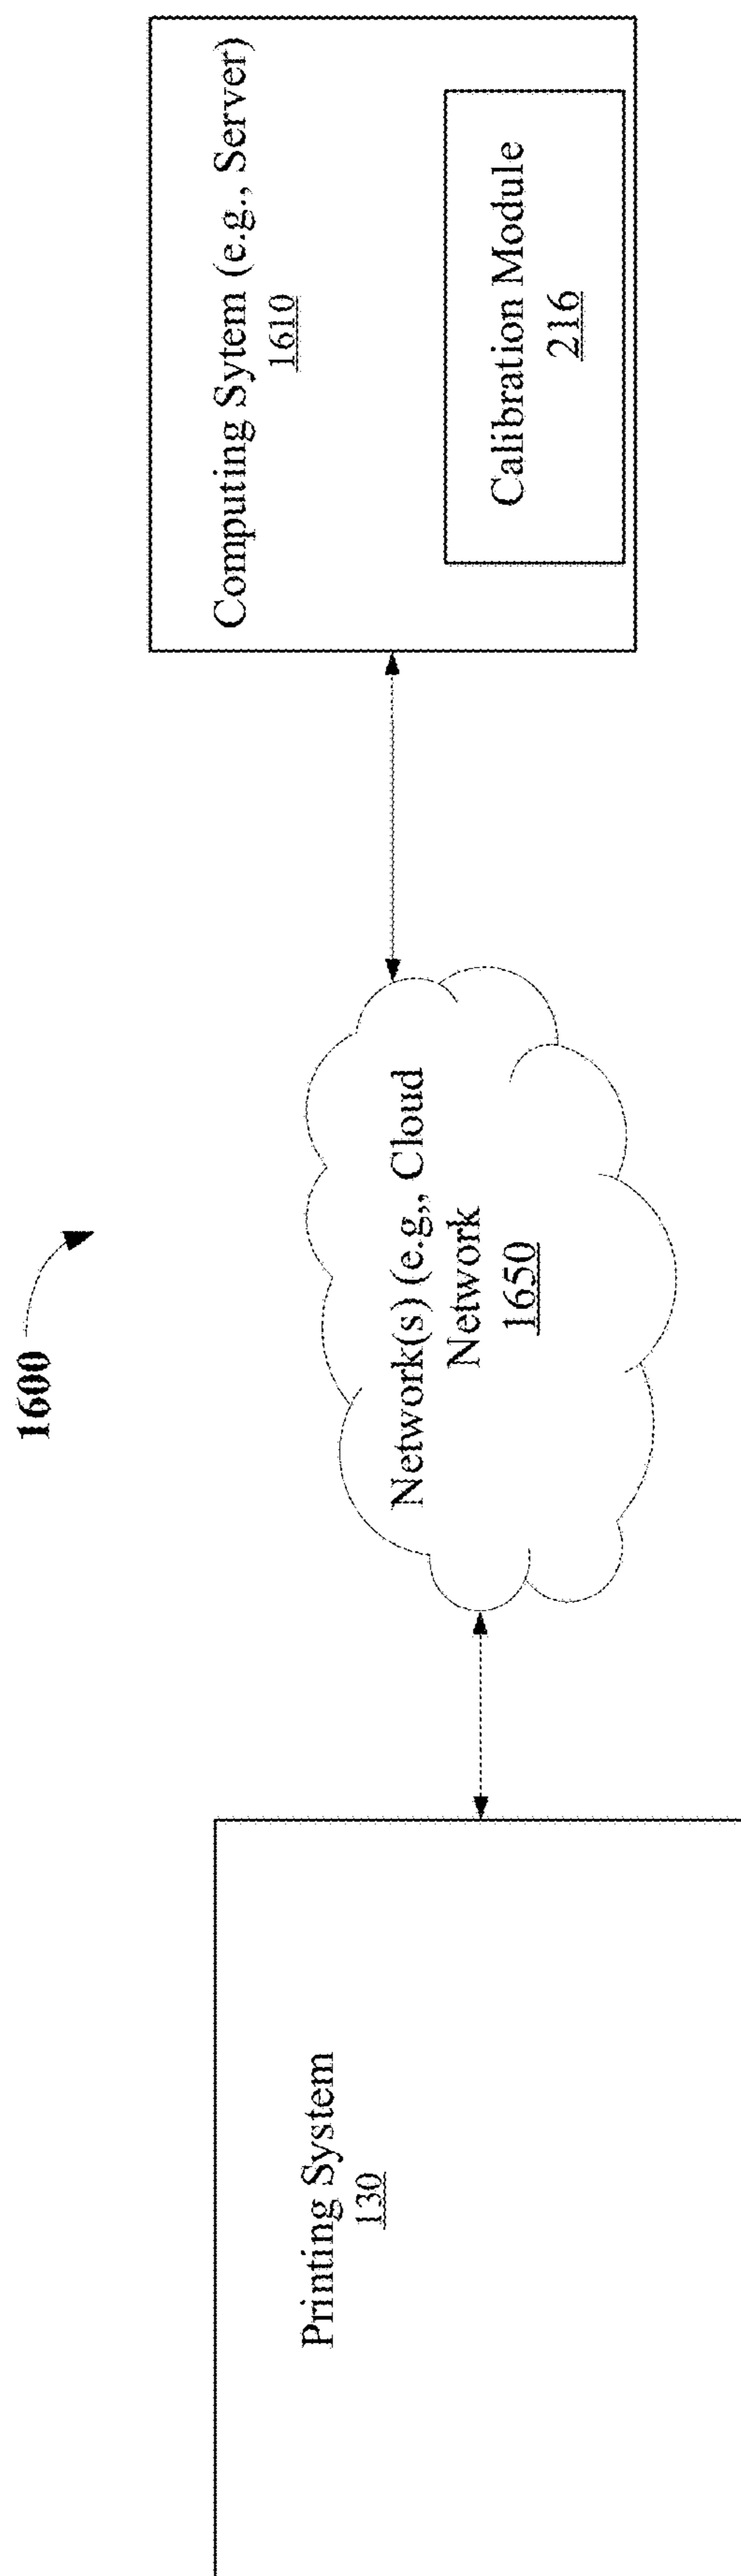 1600
Printing System
130
Network(s) (e.g,, Cloud
Network
1650
Computing Sytem (e.g., Server)
1610
Calibration Module
216